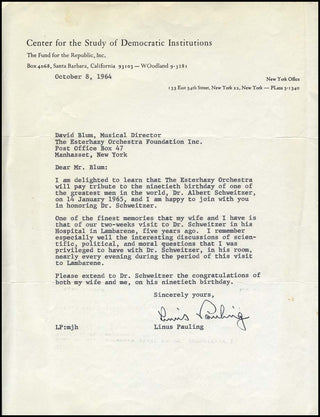 Center for the Study of Democratic Institutions
The Fund for the Republic, Inc.
Box 4068, Santa Barbara, California 93103 — WOodland 9-3281
October 8, 1964
New York Office
133 East 54th Street, New York 22, New York — PLaza 3-1340
David Blum, Musical Director
The Esterhazy Orchestra Foundation Inc.
Post Office Box 47
Manhasset, New York
Dear Mr. Blum:
I am delighted to learn that The Esterhazy Orchestra
will pay tribute to the ninetieth birthday of one
of the greatest men in the world, Dr. Albert Schweitzer,
on 14 January 1965, and I am happy to join with you
in honoring Dr. Schweitzer.
One of the finest memories that my wife and I have is
that of our two-weeks visit to Dr. Schweitzer in his
Hospital in Lambarene, five years ago. I remember
especially well the interesting discussions of scien-
tific, political, and moral questions that I was
privileged to have with Dr. Schweitzer, in his room,
nearly every evening during the period of this visit
to Lambarene.
Please extend to Dr. Schweitzer the congratulations of
both my wife and me, on his ninetieth birthday.
Sincerely yours,
Linus Pauling
LP:mjh
Linus Pauling